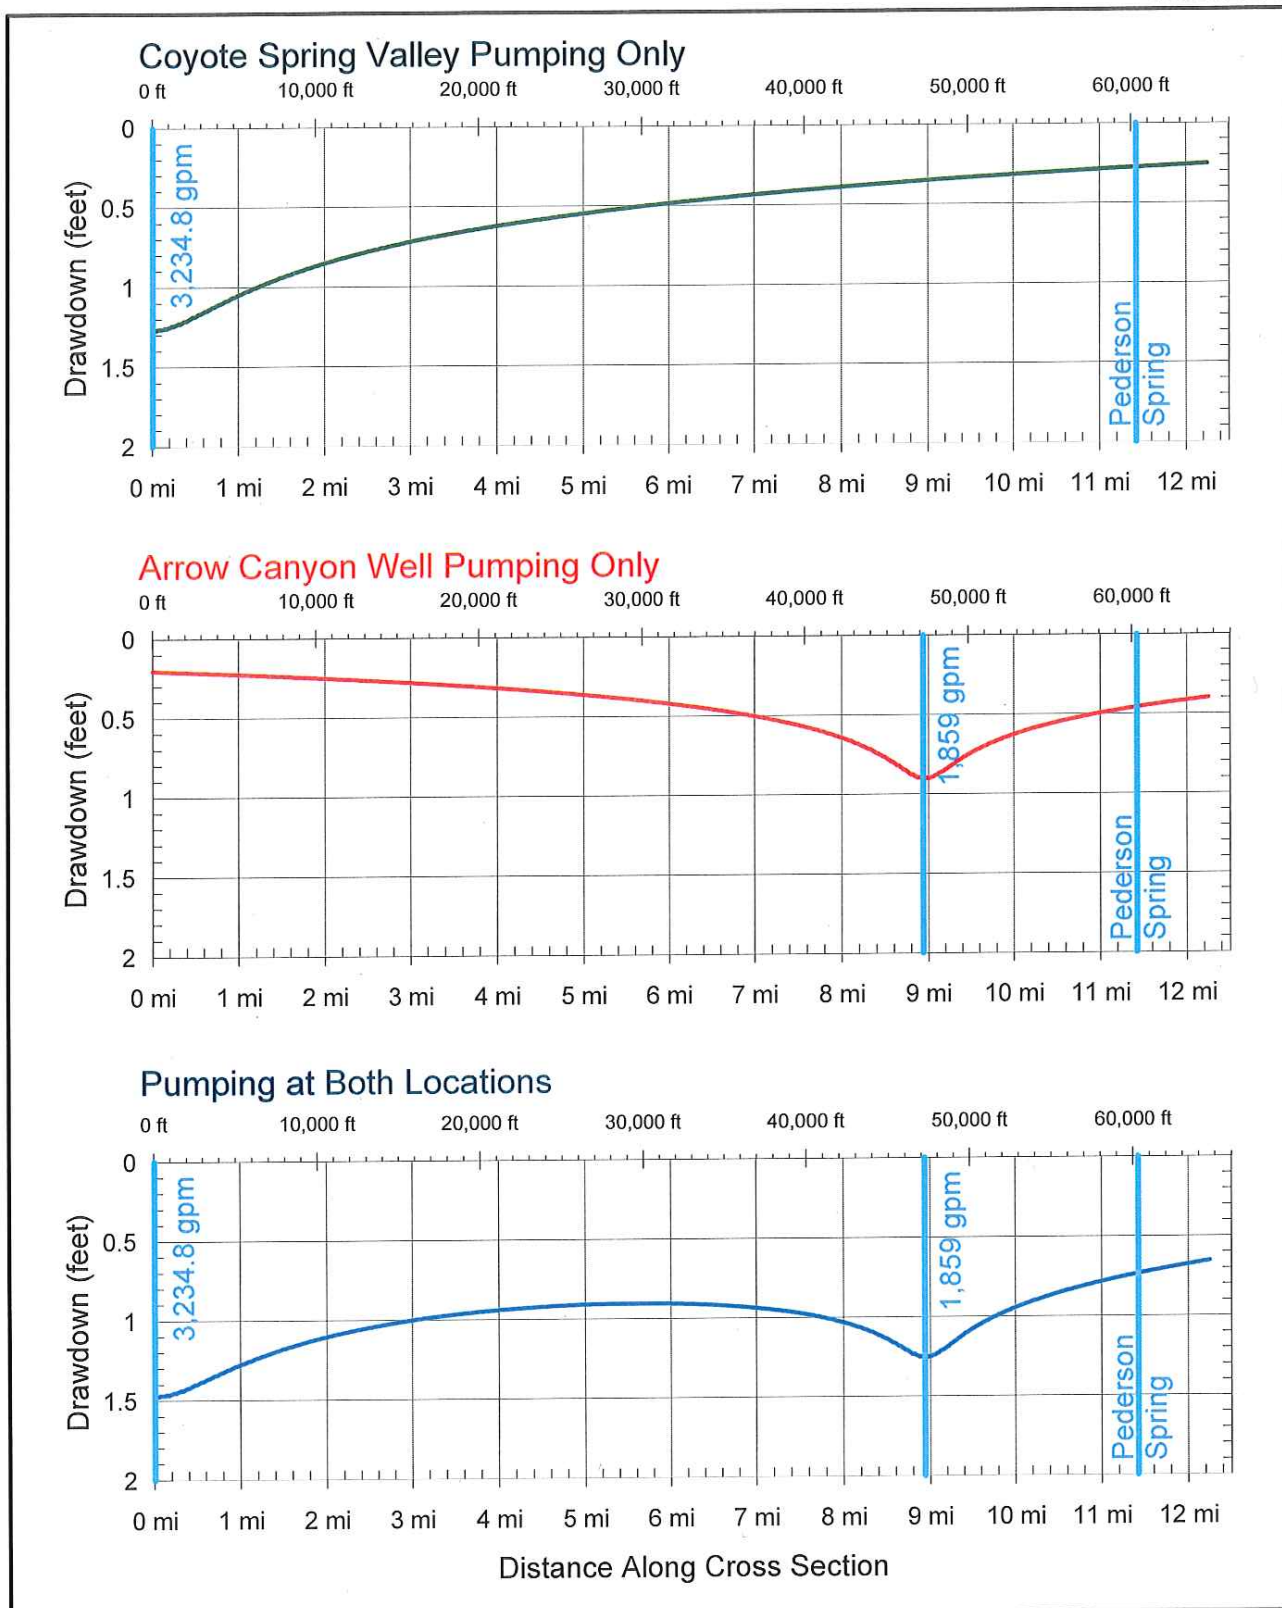 Coyote Spring Valley Pumping Only
0 ft 10,000 ft 20,000 ft 30,000 ft 40,000 ft 50,000 ft 60,000 ft
0
0.5
1
1.5
2
Drawdown (feet)
3,234.8 gpm
Pederson
Spring
0 mi 1 mi 2 mi 3 mi 4 mi 5 mi 6 mi 7 mi 8 mi 9 mi 10 mi 11 mi 12 mi
Arrow Canyon Well Pumping Only
0 ft 10,000 ft 20,000 ft 30,000 ft 40,000 ft 50,000 ft 60,000 ft
0
0.5
1
1.5
2
Drawdown (feet)
1,859 gpm
Pederson
Spring
0 mi 1 mi 2 mi 3 mi 4 mi 5 mi 6 mi 7 mi 8 mi 9 mi 10 mi 11 mi 12 mi
Pumping at Both Locations
0 ft 10,000 ft 20,000 ft 30,000 ft 40,000 ft 50,000 ft 60,000 ft
0
0.5
1
1.5
2
Drawdown (feet)
3,234.8 gpm
1,859 gpm
Pederson
Spring
0 mi 1 mi 2 mi 3 mi 4 mi 5 mi 6 mi 7 mi 8 mi 9 mi 10 mi 11 mi 12 mi
Distance Along Cross Section